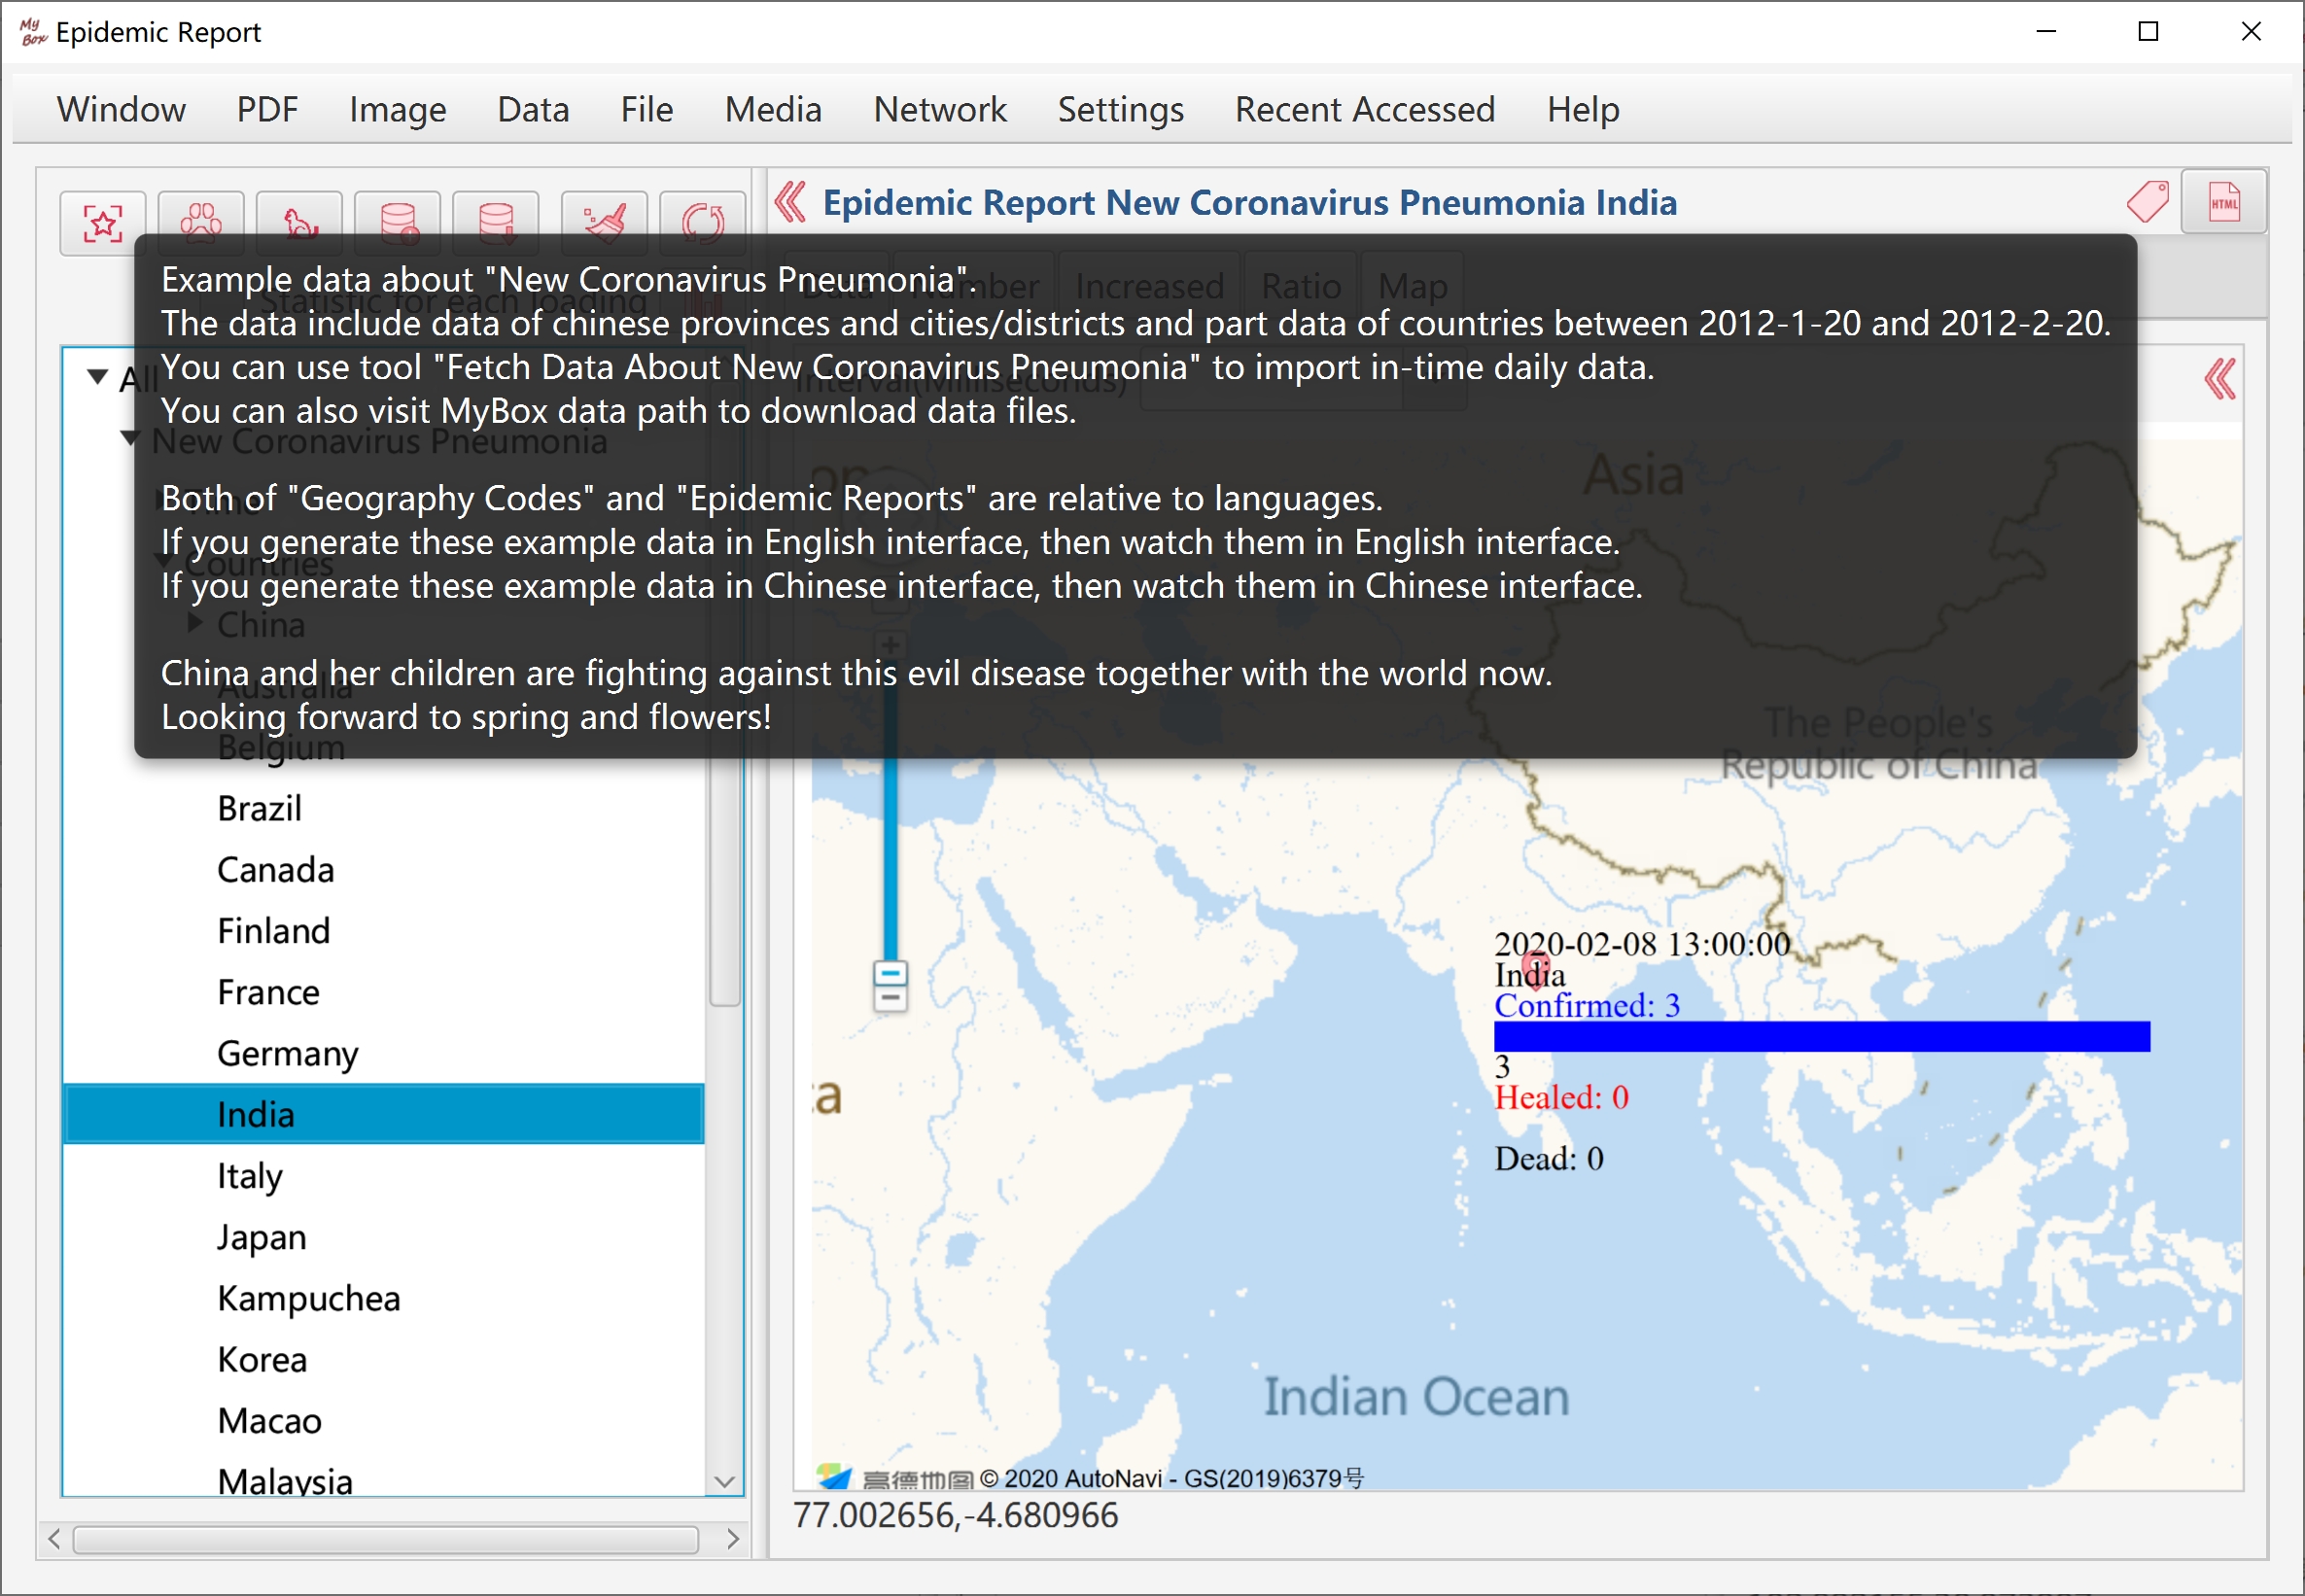 My Box Epidemic Report
Window PDF Image Data File Media Network Settings Recent Accessed Help
Epidemic Report New Coronavirus Pneumonia India
HTML
Example data about "New Coronavirus Pneumonia".
The data include data of chinese provinces and cities/districts and part data of countries between 2012-1-20 and 2012-2-20.
You can use tool "Fetch Data About New Coronavirus Pneumonia" to import in-time daily data.
You can also visit MyBox data path to download data files.
Both of "Geography Codes" and "Epidemic Reports" are relative to languages.
If you generate these example data in English interface, then watch them in English interface.
If you generate these example data in Chinese interface, then watch them in Chinese interface.
China and her children are fighting against this evil disease together with the world now.
Looking forward to spring and flowers!
Statistic for each loading
Data Number Increased Ratio Map
Interval(Milliseconds)
All
New Coronavirus Pneumonia
Time
Countries
China
Australia
Belgium
Brazil
Canada
Finland
France
Germany
India
Italy
Japan
Kampuchea
Korea
Macao
Malaysia
Asia
The People's
Republic of China
2020-02-08 13:00:00
India
Confirmed: 3
3
Healed: 0
Dead: 0
Indian Ocean
高德地图 © 2020 AutoNavi - GS(2019)6379号
77.002656,-4.680966